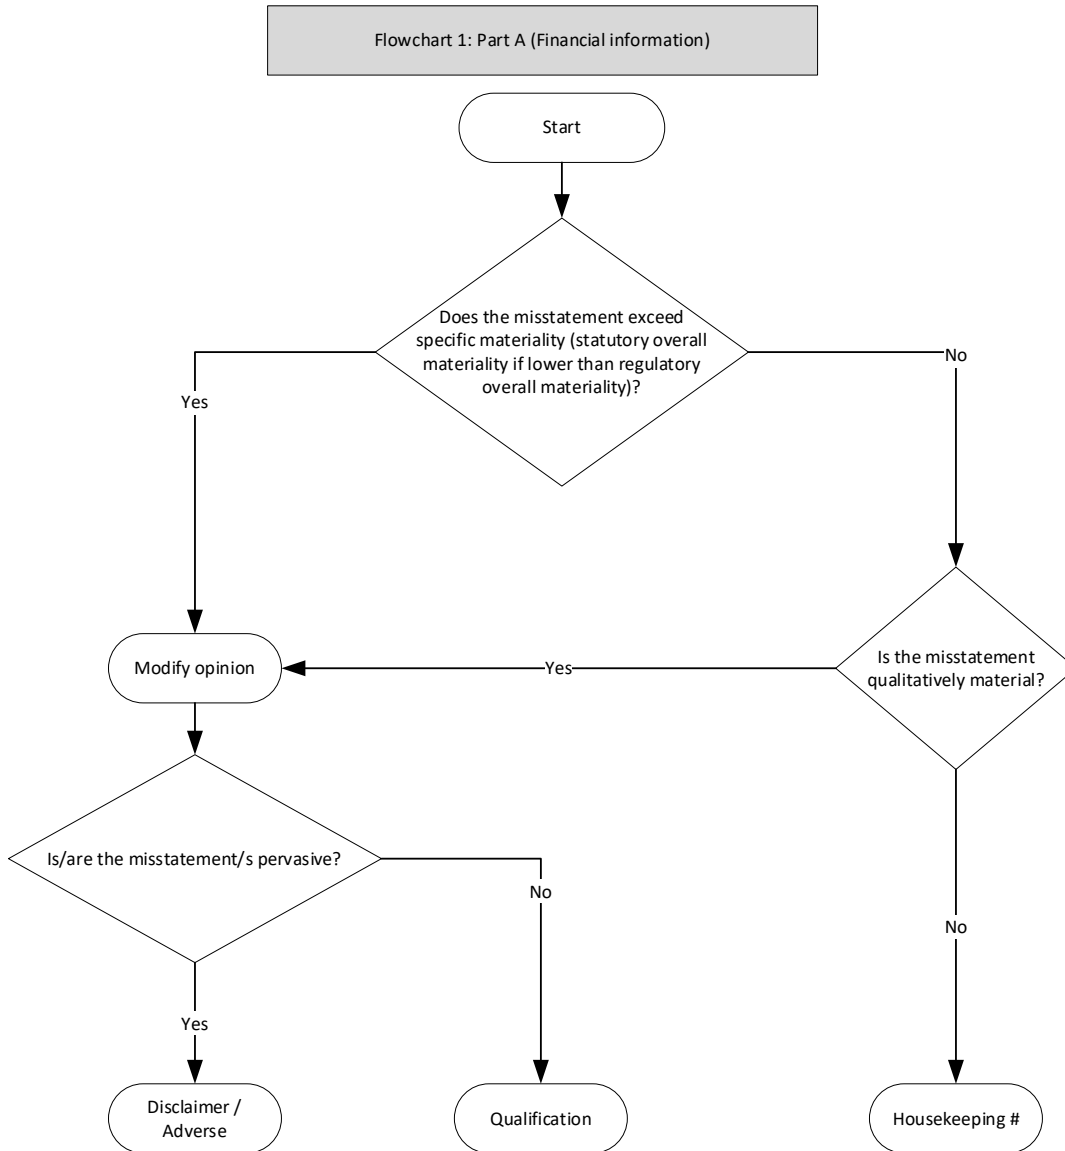 Flowchart 1: Part A (Financial information)
Start
Does the misstatement exceed
specific materiality (statutory overall
materiality if lower than regulatory
overall materiality)?
No
Yes
Is the misstatement
qualitatively material?
Modify opinion
Yes
Is/are the misstatement/s pervasive?
No
No
Yes
Disclaimer /
Adverse
Qualification
Housekeeping #